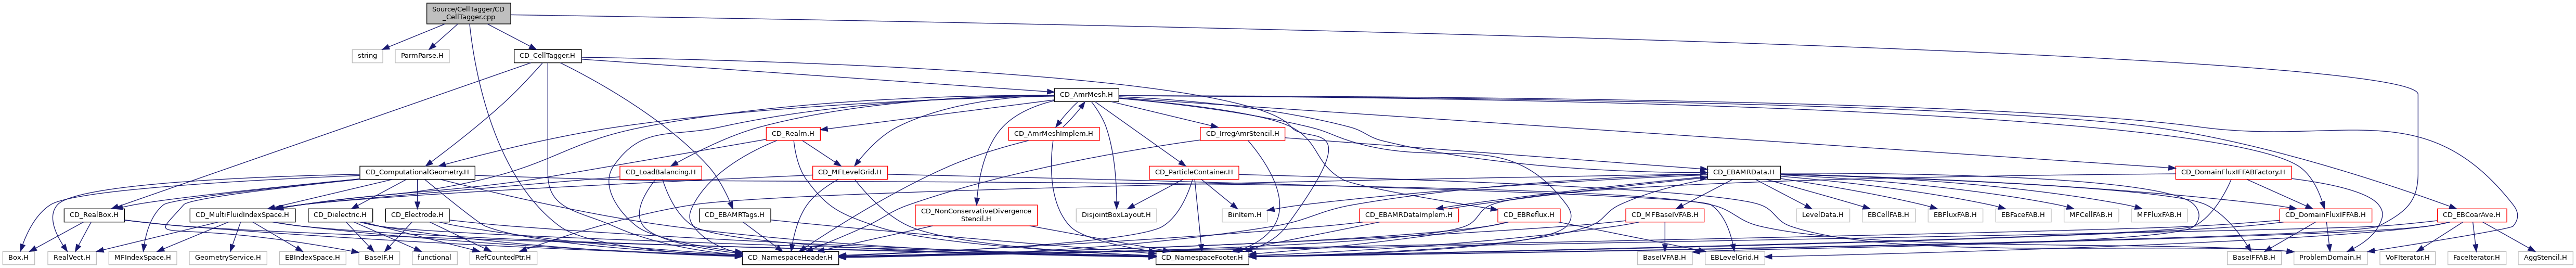 Source/CellTagger/CD
_CellTagger.cpp
string
ParmParse.H
CD_CellTagger.H
CD_AmrMesh.H
CD_Realm.H
CD_AmrMeshImplem.H
CD_IrregAmrStencil.H
CD_ComputationalGeometry.H
CD_LoadBalancing.H
CD_MFLevelGrid.H
CD_ParticleContainer.H
CD_EBAMRData.H
CD_DomainFluxIFFABFactory.H
CD_RealBox.H
CD_MultiFluidIndexSpace.H
CD_Dielectric.H
CD_Electrode.H
CD_EBAMRTags.H
CD_NonConservativeDivergence
Stencil.H
DisjointBoxLayout.H
BinItem.H
CD_EBAMRDataImplem.H
CD_EBReflux.H
CD_MFBaseIVFAB.H
LevelData.H
EBCellFAB.H
EBFluxFAB.H
EBFaceFAB.H
MFCellFAB.H
MFFluxFAB.H
CD_DomainFluxIFFAB.H
CD_EBCoarAve.H
Box.H
RealVect.H
MFIndexSpace.H
GeometryService.H
EBIndexSpace.H
BaseIF.H
functional
RefCountedPtr.H
CD_NamespaceHeader.H
CD_NamespaceFooter.H
BaseIVFAB.H
EBLevelGrid.H
BaseIFFAB.H
ProblemDomain.H
VoFIterator.H
FaceIterator.H
AggStencil.H